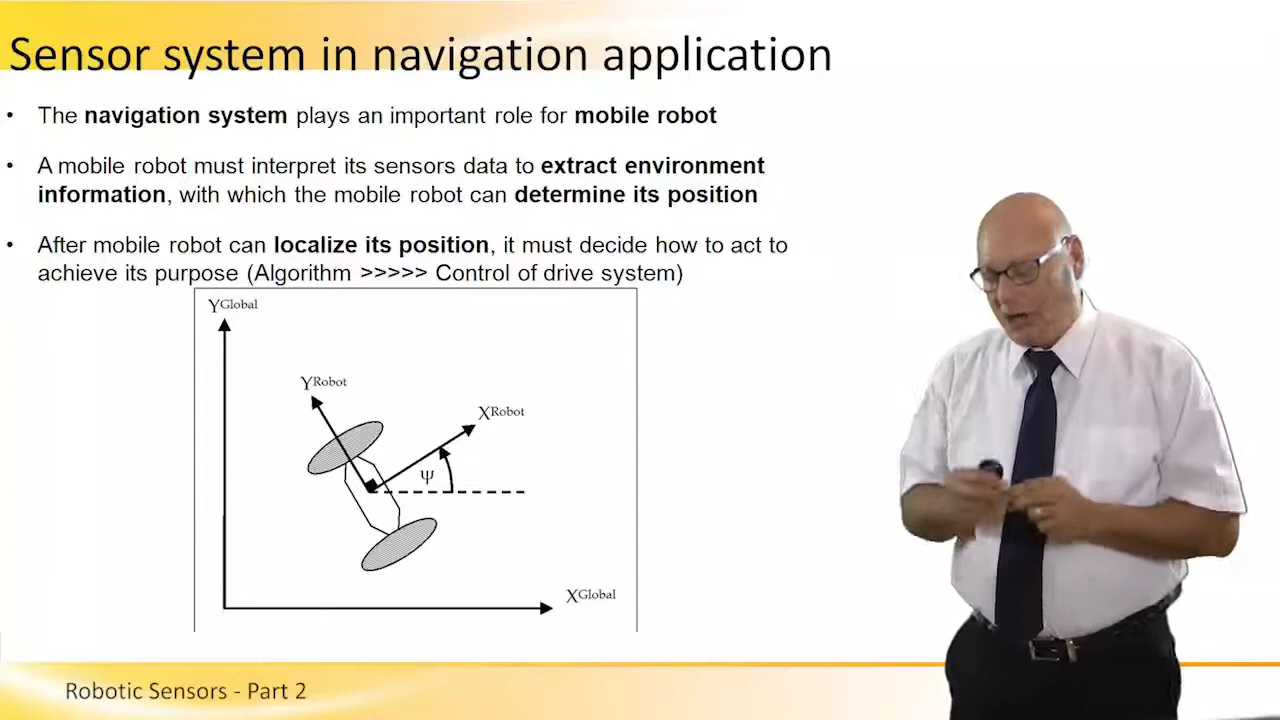 Sensor system in navigation application
• The navigation system plays an important role for mobile robot
• A mobile robot must interpret its sensors data to extract environment
information, with which the mobile robot can determine its position
• After mobile robot can localize its position, it must decide how to act to
achieve its purpose (Algorithm >>>>> Control of drive system)
YGlobal
YRobot
XRobot
Ψ
XGlobal
Robotic Sensors - Part 2